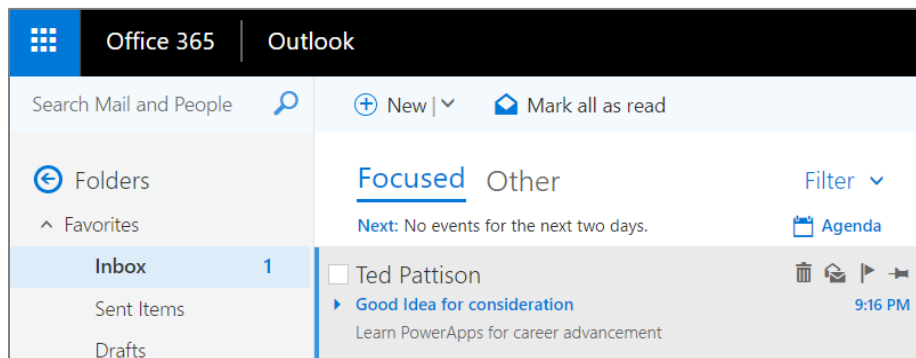 Office 365 Outlook
Search Mail and People
New
Mark all as read
Folders
Favorites
Inbox 1
Sent Items
Drafts
Focused Other Filter
Next: No events for the next two days. Agenda
Ted Pattison
Good Idea for consideration 9:16 PM
Learn PowerApps for career advancement